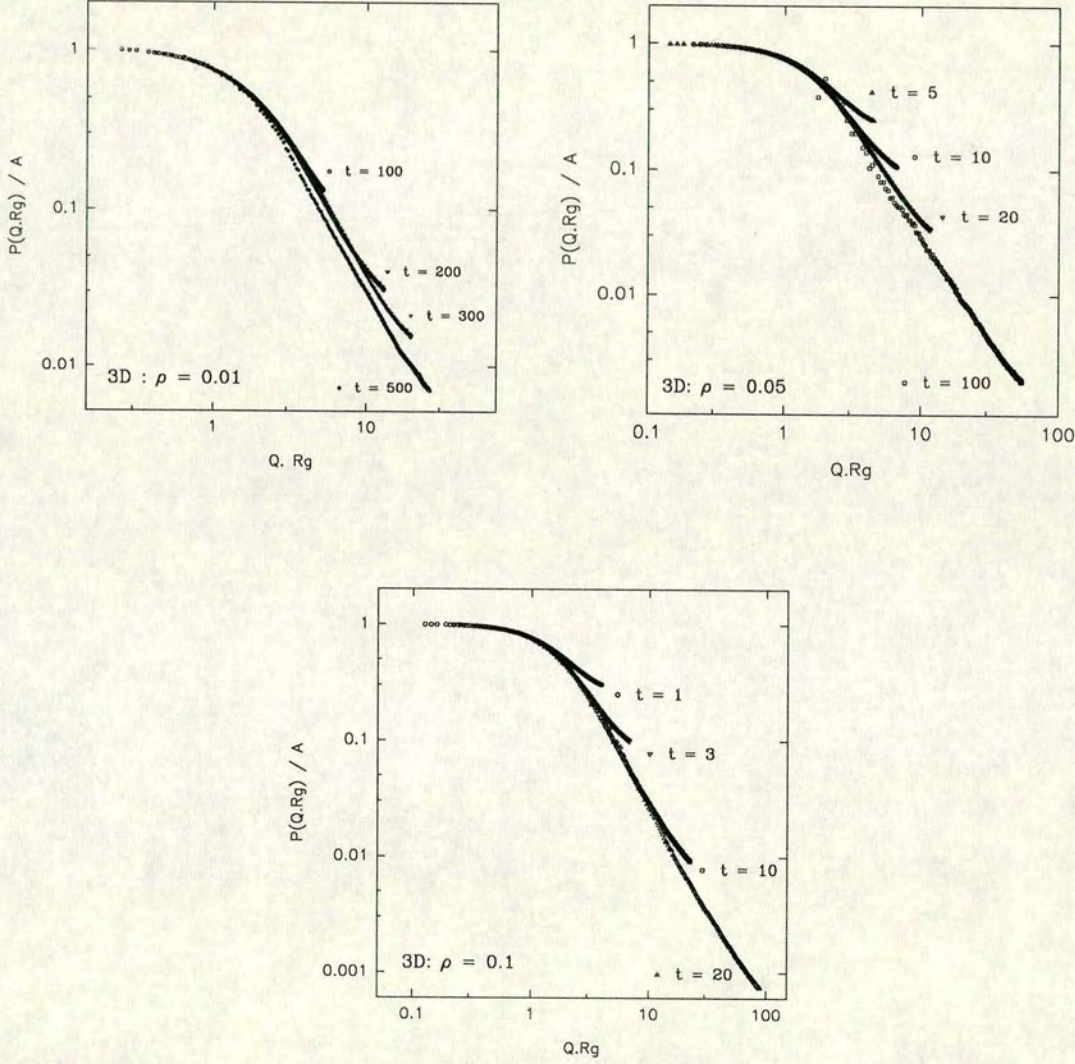 P(Q.Rg) / A
1
0.1
0.01
t = 100
t = 200
t = 300
t = 500
3D : ρ = 0.01
1
10
Q. Rg
P(Q.Rg) / A
1
0.1
0.01
t = 5
t = 10
t = 20
t = 100
3D: ρ = 0.05
0.1
1
10
100
Q.Rg
P(Q.Rg) / A
1
0.1
0.01
0.001
t = 1
t = 3
t = 10
t = 20
3D: ρ = 0.1
0.1
1
10
100
Q.Rg